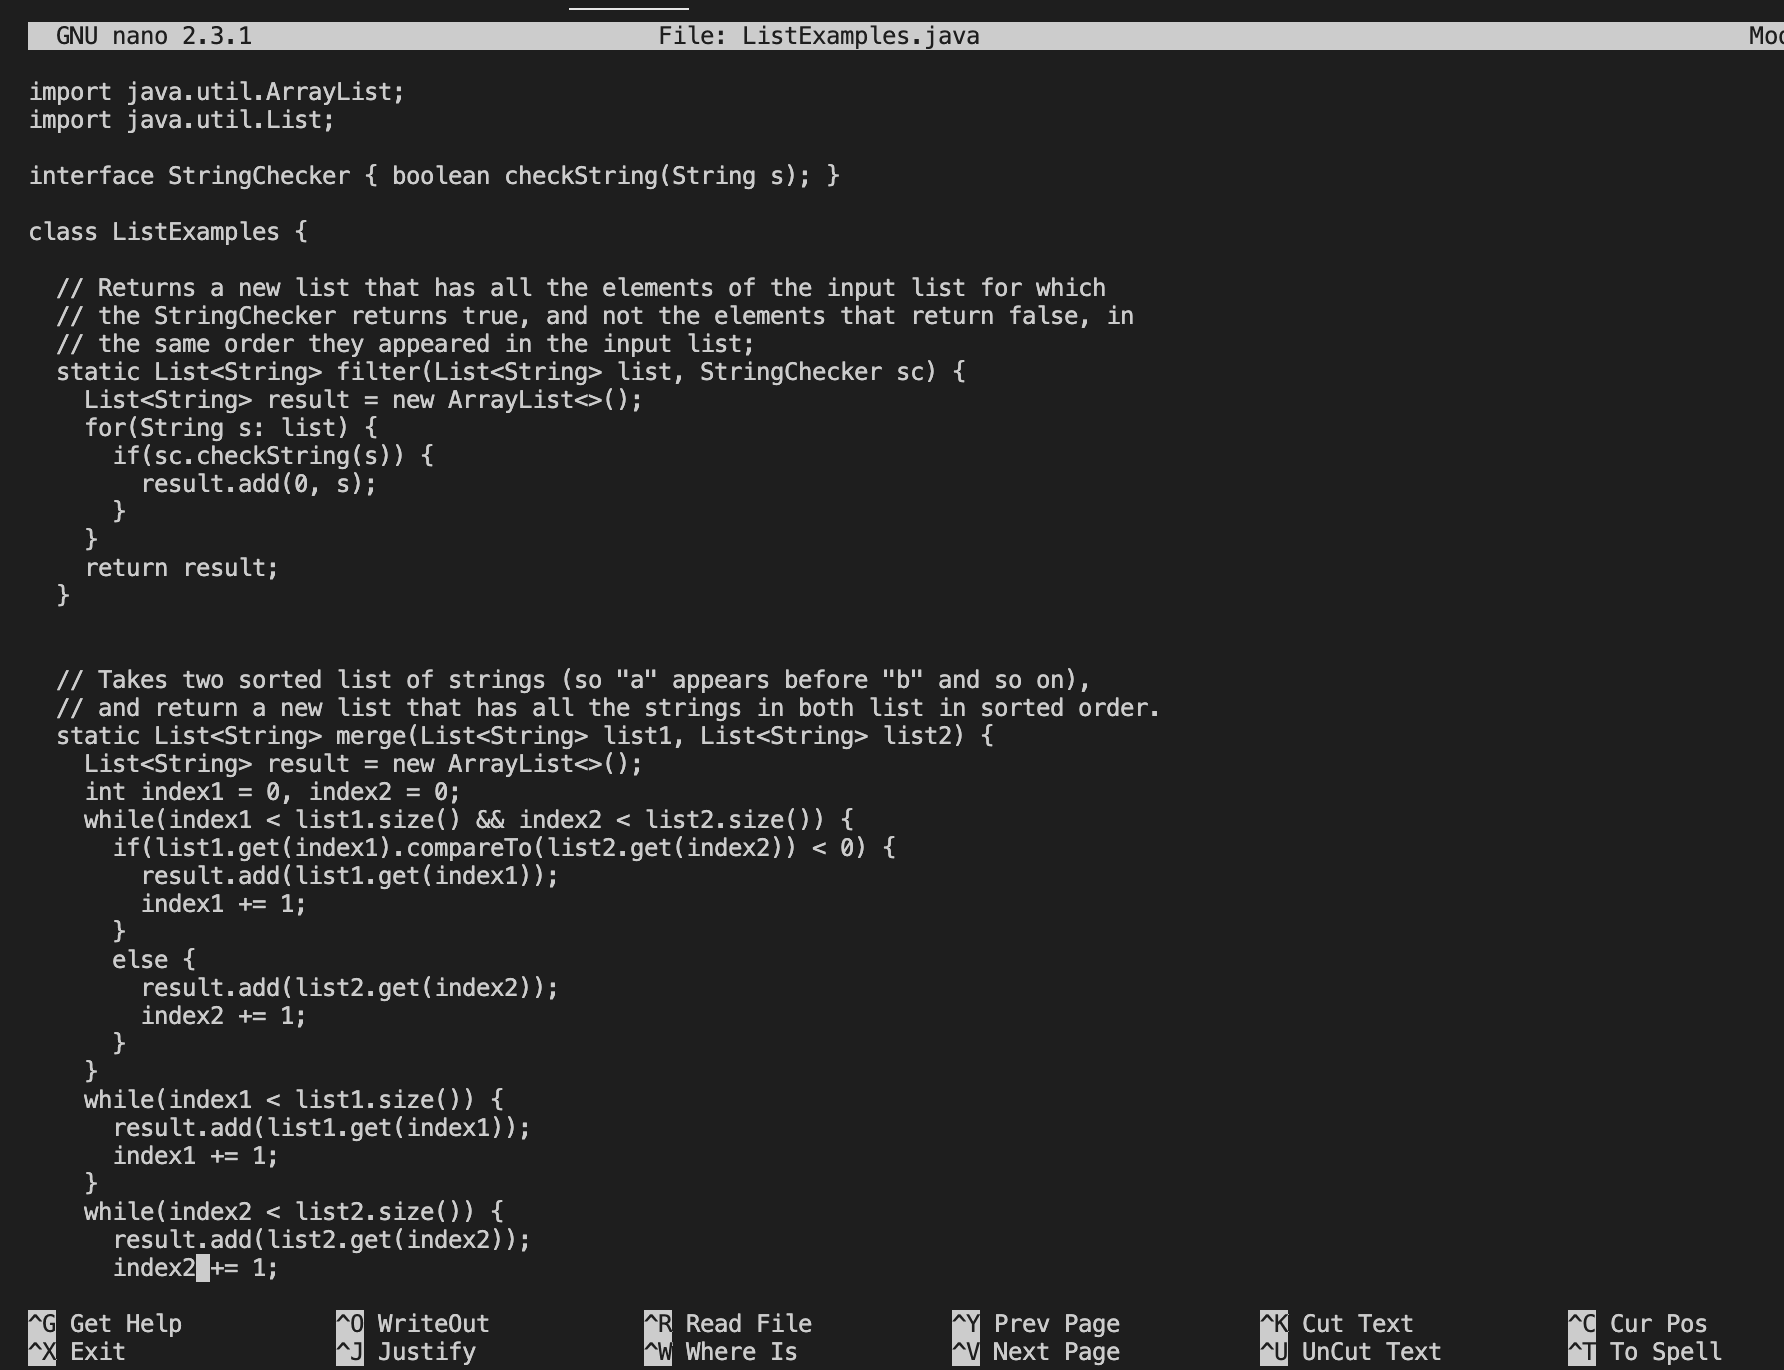 GNU nano 2.3.1 File: ListExamples.java
import java.util.ArrayList;
import java.util.List;
interface StringChecker { boolean checkString(String s); }
class ListExamples {
  // Returns a new list that has all the elements of the input list for which
  // the StringChecker returns true, and not the elements that return false, in
  // the same order they appeared in the input list;
  static List<String> filter(List<String> list, StringChecker sc) {
    List<String> result = new ArrayList<>();
    for(String s: list) {
      if(sc.checkString(s)) {
        result.add(0, s);
      }
    }
    return result;
  }
  // Takes two sorted list of strings (so "a" appears before "b" and so on),
  // and return a new list that has all the strings in both list in sorted order.
  static List<String> merge(List<String> list1, List<String> list2) {
    List<String> result = new ArrayList<>();
    int index1 = 0, index2 = 0;
    while(index1 < list1.size() && index2 < list2.size()) {
      if(list1.get(index1).compareTo(list2.get(index2)) < 0) {
        result.add(list1.get(index1));
        index1 += 1;
      }
      else {
        result.add(list2.get(index2));
        index2 += 1;
      }
    }
    while(index1 < list1.size()) {
      result.add(list1.get(index1));
      index1 += 1;
    }
    while(index2 < list2.size()) {
      result.add(list2.get(index2));
      index2 += 1;
^G Get Help ^O WriteOut ^R Read File ^Y Prev Page ^K Cut Text ^C Cur Pos
^X Exit ^J Justify ^W Where Is ^V Next Page ^U UnCut Text ^T To Spell